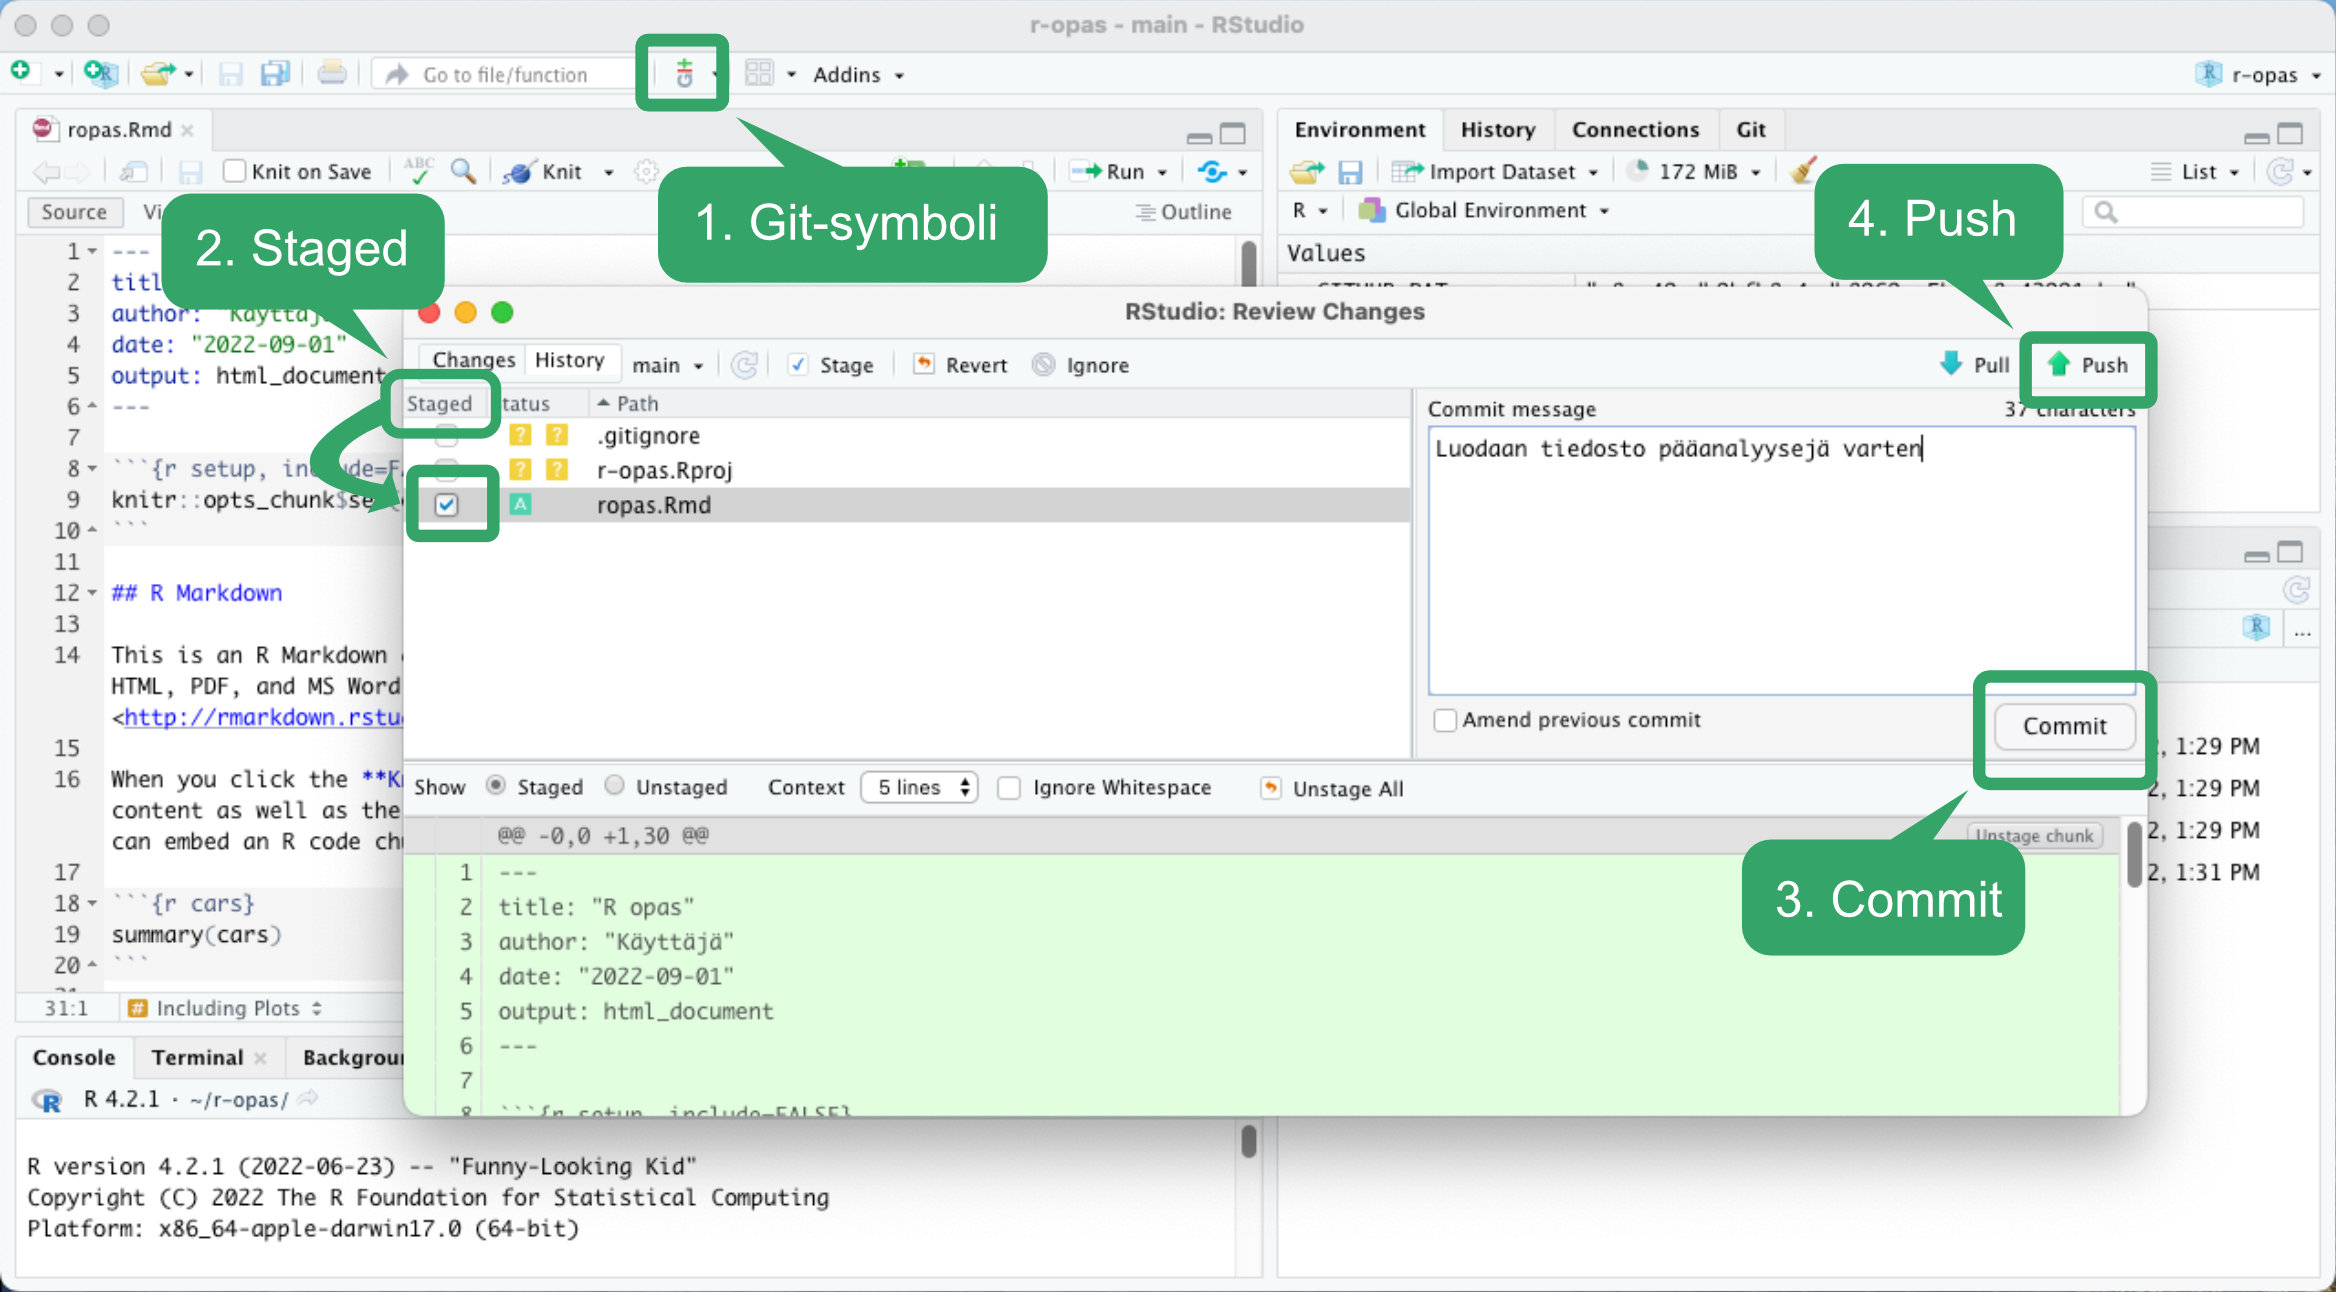 r-opas - main - RStudio
Go to file/function
Addins
r-opas
ropas.Rmd
Environment History Connections Git
Knit on Save ABC Knit Run
Import Dataset 172 MiB List
Source
Outline
R Global Environment
Values
1. Git-symboli
2. Staged
4. Push
1 ---
2 titl
3 author: "Käyttäjä
4 date: "2022-09-01"
5 output: html_document
6 ---
7
8 ```{r setup, include=F
9 knitr::opts_chunk$se
10 ```
11
12 ## R Markdown
13
14 This is an R Markdown
HTML, PDF, and MS Word
<http://rmarkdown.rstu
15
16 When you click the **K
content as well as the
can embed an R code ch
17
18 ```{r cars}
19 summary(cars)
20 ```
31:1 Including Plots
RStudio: Review Changes
Changes History main Stage Revert Ignore Pull Push
Staged tatus Path
.gitignore
r-opas.Rproj
A ropas.Rmd
Commit message 37 characters
Luodaan tiedosto pääanalyysejä varten
Amend previous commit Commit
Show Staged Unstaged Context 5 lines Ignore Whitespace Unstage All
@@ -0,0 +1,30 @@ Unstage chunk
1 ---
2 title: "R opas"
3 author: "Käyttäjä"
4 date: "2022-09-01"
5 output: html_document
6 ---
7
8 ```{r setup, include=FALSE}
3. Commit
, 1:29 PM
2, 1:29 PM
2, 1:29 PM
2, 1:31 PM
Console Terminal Backgrou
R 4.2.1 · ~/r-opas/
R version 4.2.1 (2022-06-23) -- "Funny-Looking Kid"
Copyright (C) 2022 The R Foundation for Statistical Computing
Platform: x86_64-apple-darwin17.0 (64-bit)